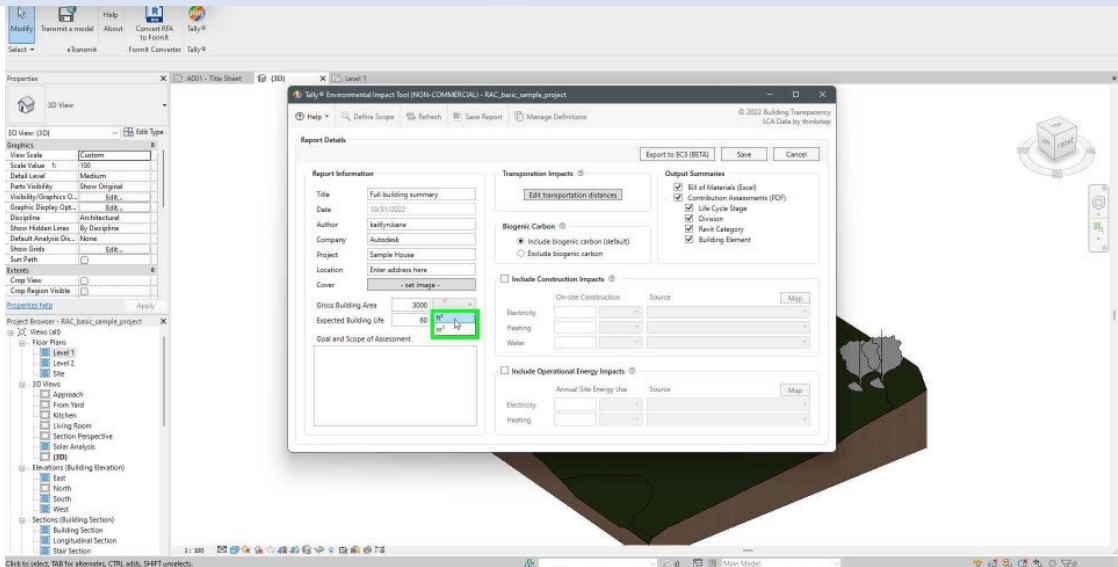 Help
Modify Transmit a model About Convert RFA to FormIt Tally®
Select eTransmit FormIt Converter Tally®
Properties
A001 - Title Sheet {3D} Level 1
3D View
3D View: {3D} Edit Type
Graphics
View Scale Custom
Scale Value 1: 100
Detail Level Medium
Parts Visibility Show Original
Visibility/Graphics O... Edit...
Graphic Display Opt... Edit...
Discipline Architectural
Show Hidden Lines By Discipline
Default Analysis Dis... None
Show Grids Edit...
Sun Path
Extents
Crop View
Crop Region Visible
Properties help Apply
Project Browser - RAC_basic_sample_project
Views (all)
Floor Plans
Level 1
Level 2
Site
3D Views
Approach
From Yard
Kitchen
Living Room
Section Perspective
Solar Analysis
{3D}
Elevations (Building Elevation)
East
North
South
West
Sections (Building Section)
Building Section
Longitudinal Section
Stair Section
Tally® Environmental Impact Tool (NON-COMMERCIAL) - RAC_basic_sample_project
Help Define Scope Refresh Save Report Manage Definitions
© 2022 Building Transparency
LCA Data by thinkstep
Report Details
Export to EC3 (BETA) Save Cancel
Report Information
Title Full building summary
Date 10/31/2022
Author kaitlyn.kane
Company Autodesk
Project Sample House
Location Enter address here
Cover - set image -
Gross Building Area 3000
Expected Building Life 60
ft²
m²
Goal and Scope of Assessment
Transporation Impacts
Edit transportation distances
Biogenic Carbon
Include biogenic carbon (default)
Exclude biogenic carbon
Output Summaries
Bill of Materials (Excel)
Contribution Assessments (PDF)
Life Cycle Stage
Division
Revit Category
Building Element
Include Construction Impacts
On-site Construction Source Map
Electricity
Heating
Water
Include Operational Energy Impacts
Annual Site Energy Use Source Map
Electricity
Heating
FRONT
1 : 100
Click to select, TAB for alternates, CTRL adds, SHIFT unselects.
Main Model